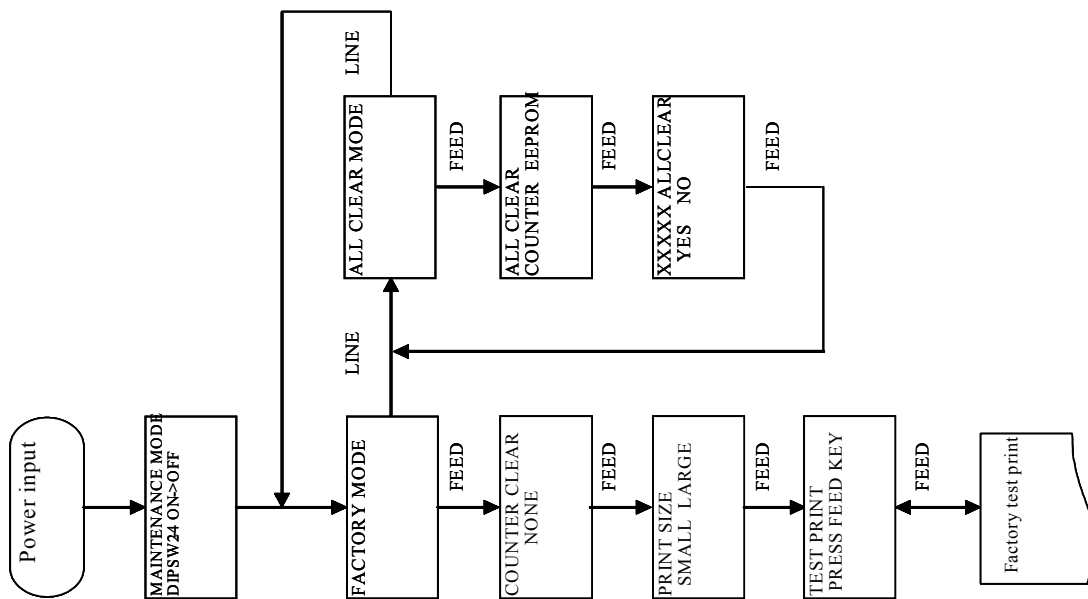 Power input
MAINTENANCE MODE
DIPSW24 ON->OFF
FACTORY MODE
LINE
ALL CLEAR MODE
LINE
FEED
ALL CLEAR
COUNTER EEPROM
FEED
XXXXX ALLCLEAR
YES NO
FEED
FEED
COUNTER CLEAR
NONE
FEED
PRINT SIZE
SMALL LARGE
FEED
TEST PRINT
PRESS FEED KEY
FEED
Factory test print